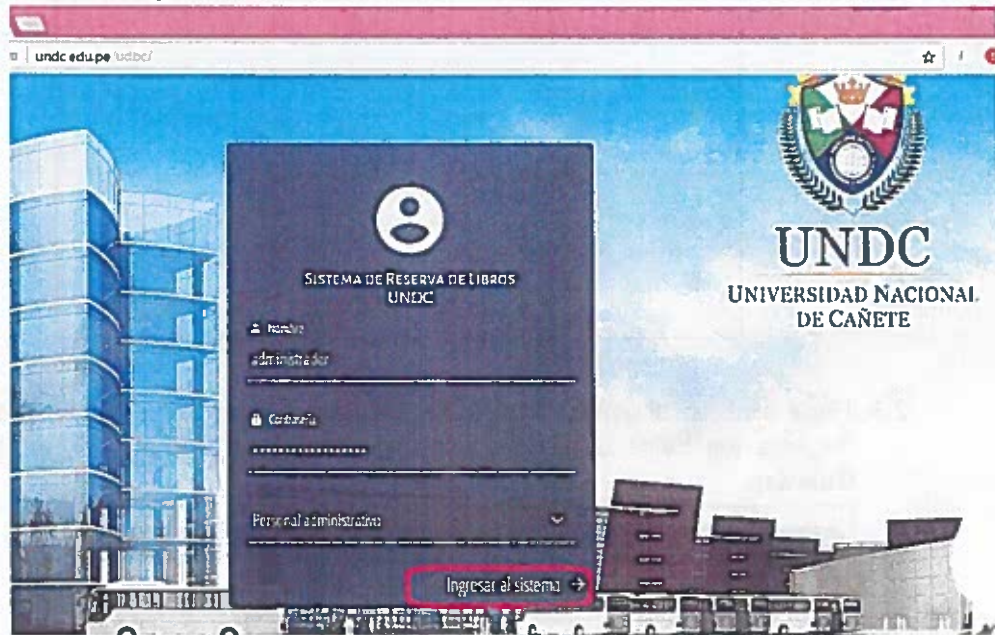 undc.edu.pe/udbc/
SISTEMA DE RESERVA DE LIBROS
UNDC
Nombre
administrador
Contraseña
******************
Personal administrativo
Ingresar al sistema →
UNDC
UNIVERSIDAD NACIONAL
DE CAÑETE